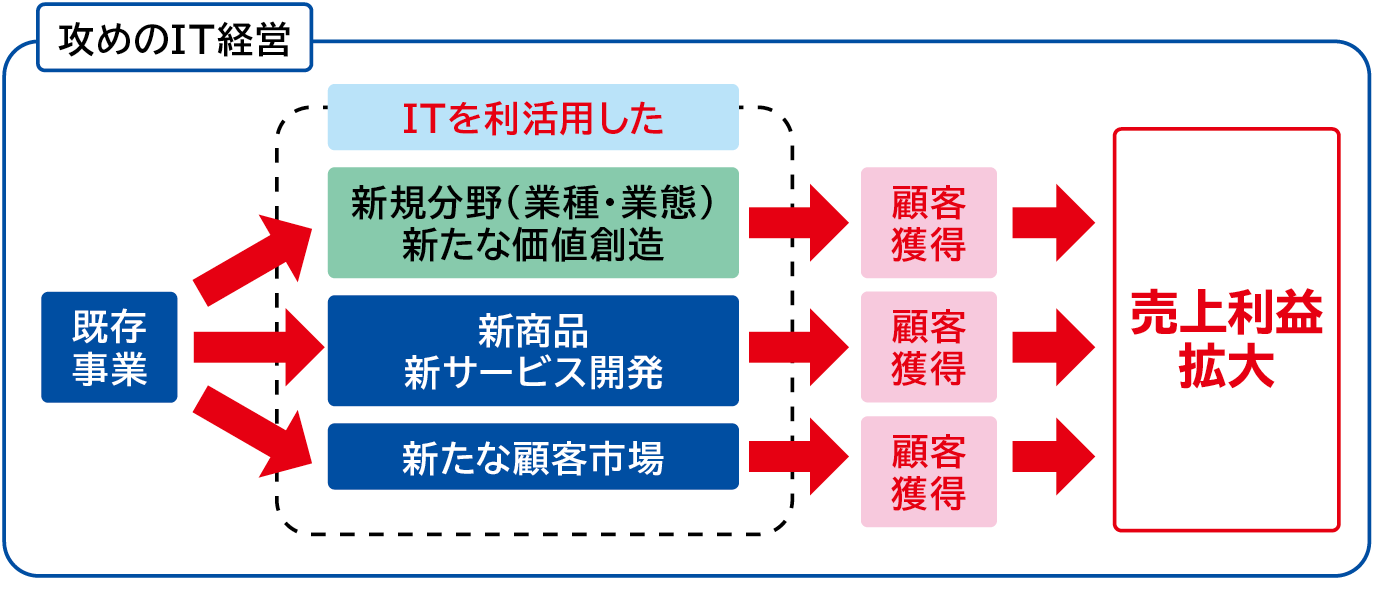 攻めのIT経営
ITを利活用した
既存
事業
新規分野（業種・業態）
新たな価値創造
顧客
獲得
新商品
新サービス開発
顧客
獲得
新たな顧客市場
顧客
獲得
売上利益
拡大